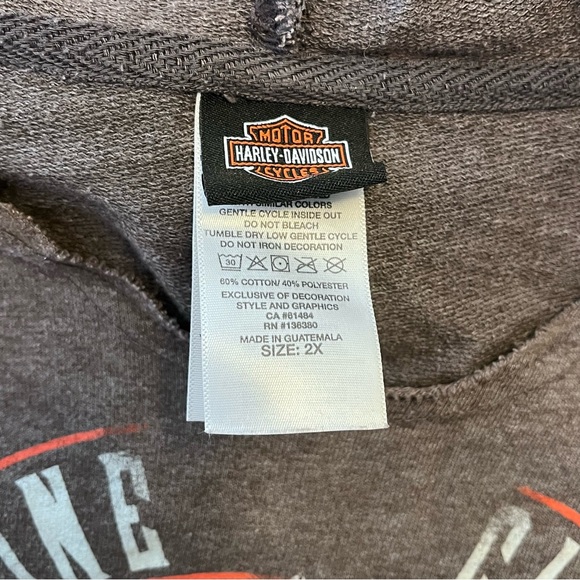 MOTOR
HARLEY-DAVIDSON
CYCLES
SIMILAR COLORS
GENTLE CYCLE INSIDE OUT
DO NOT BLEACH
TUMBLE DRY LOW GENTLE CYCLE
DO NOT IRON DECORATION
30
60% COTTON/ 40% POLYESTER
EXCLUSIVE OF DECORATION
STYLE AND GRAPHICS
CA #61484
RN #136380
MADE IN GUATEMALA
SIZE: 2X